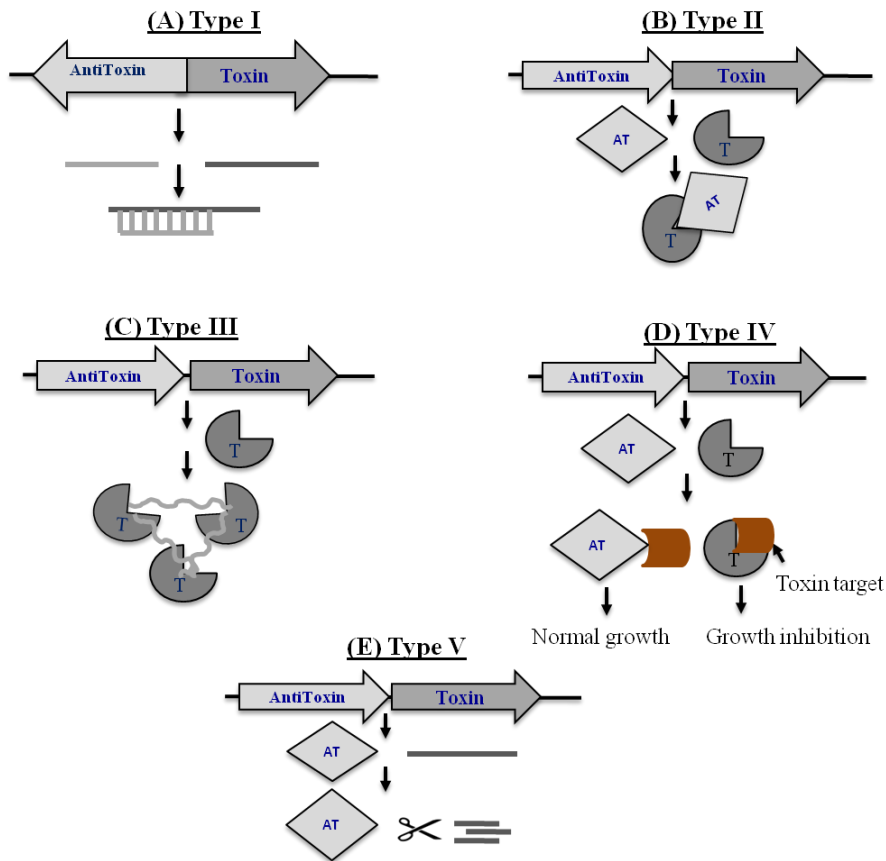 (A) Type I
AntiToxin Toxin
(B) Type II
AntiToxin Toxin
AT T
AT
T
(C) Type III
AntiToxin Toxin
T
T T
T
(D) Type IV
AntiToxin Toxin
AT T
AT T
Toxin target
Normal growth Growth inhibition
(E) Type V
AntiToxin Toxin
AT
AT